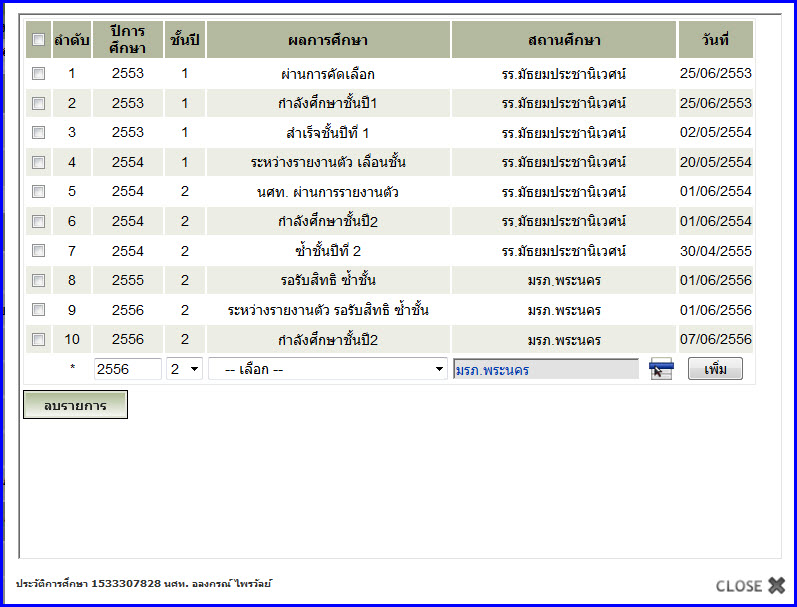 ลำดับ ปีการศึกษา ชั้นปี ผลการศึกษา สถานศึกษา วันที่
1 2553 1 ผ่านการคัดเลือก รร.มัธยมประชานิเวศน์ 25/06/2553
2 2553 1 กำลังศึกษาชั้นปี1 รร.มัธยมประชานิเวศน์ 25/06/2553
3 2553 1 สำเร็จชั้นปีที่ 1 รร.มัธยมประชานิเวศน์ 02/05/2554
4 2554 1 ระหว่างรายงานตัว เลื่อนชั้น รร.มัธยมประชานิเวศน์ 20/05/2554
5 2554 2 นศท. ผ่านการรายงานตัว รร.มัธยมประชานิเวศน์ 01/06/2554
6 2554 2 กำลังศึกษาชั้นปี2 รร.มัธยมประชานิเวศน์ 01/06/2554
7 2554 2 ซ้ำชั้นปีที่ 2 รร.มัธยมประชานิเวศน์ 30/04/2555
8 2555 2 รอรับสิทธิ ซ้ำชั้น มรภ.พระนคร 01/06/2556
9 2556 2 ระหว่างรายงานตัว รอรับสิทธิ ซ้ำชั้น มรภ.พระนคร 01/06/2556
10 2556 2 กำลังศึกษาชั้นปี2 มรภ.พระนคร 07/06/2556
* 2556 2 -- เลือก -- มรภ.พระนคร เพิ่ม
ลบรายการ
ประวัติการศึกษา 1533307828 นศท. อลงกรณ์ ไพรวัลย์
CLOSE